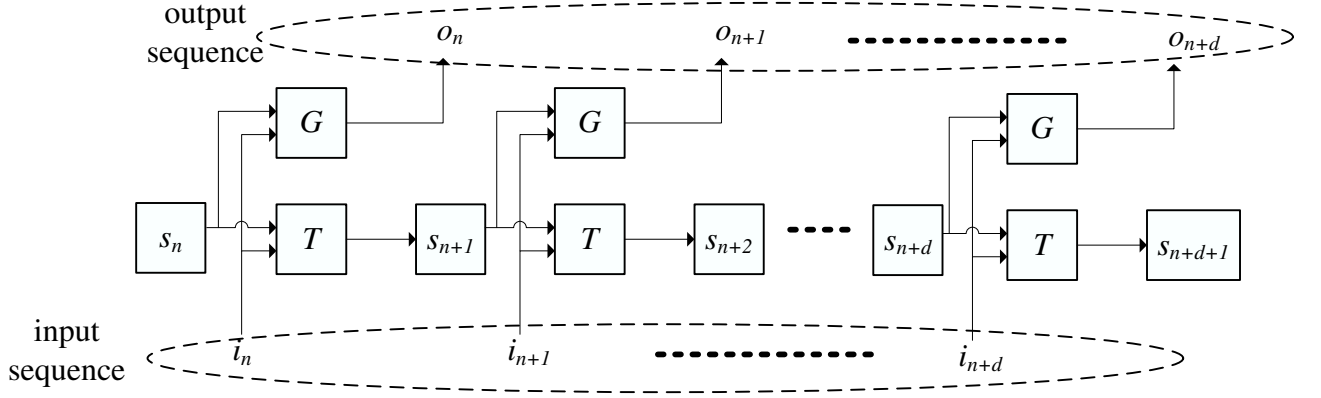 output
sequence
o_n o_{n+1} o_{n+d}
G G G
s_n T s_{n+1} T s_{n+2} s_{n+d} T s_{n+d+1}
input
sequence
i_n i_{n+1} i_{n+d}